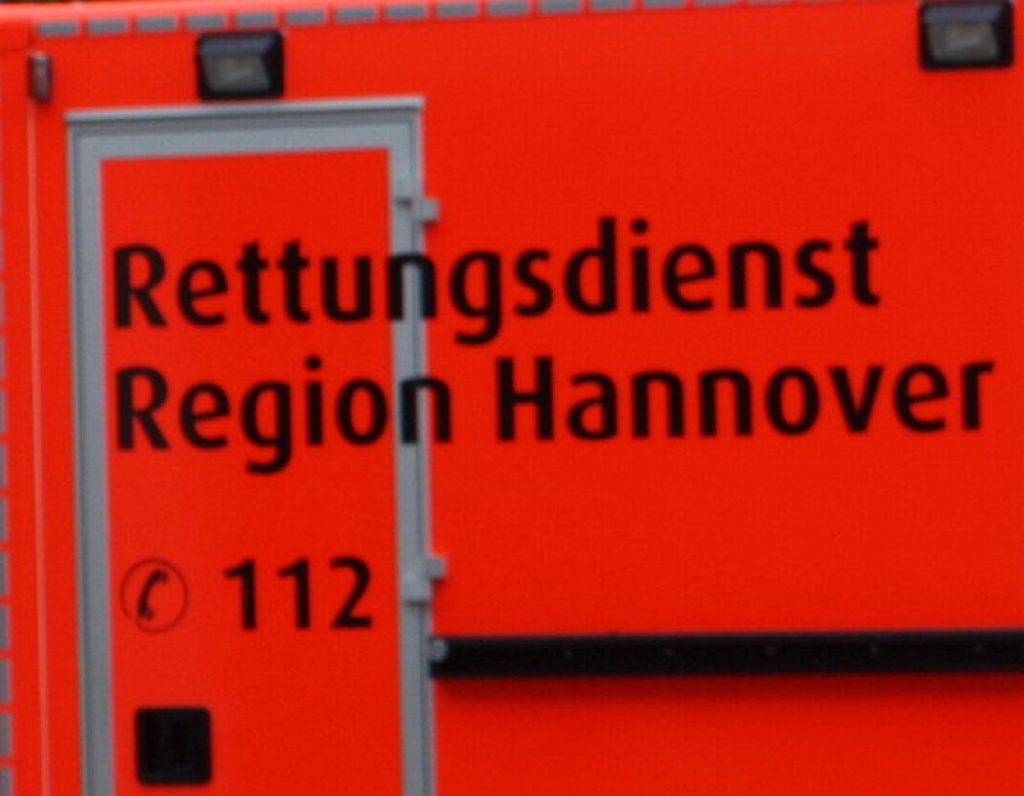 Rettungsdienst
Region Hannover
112